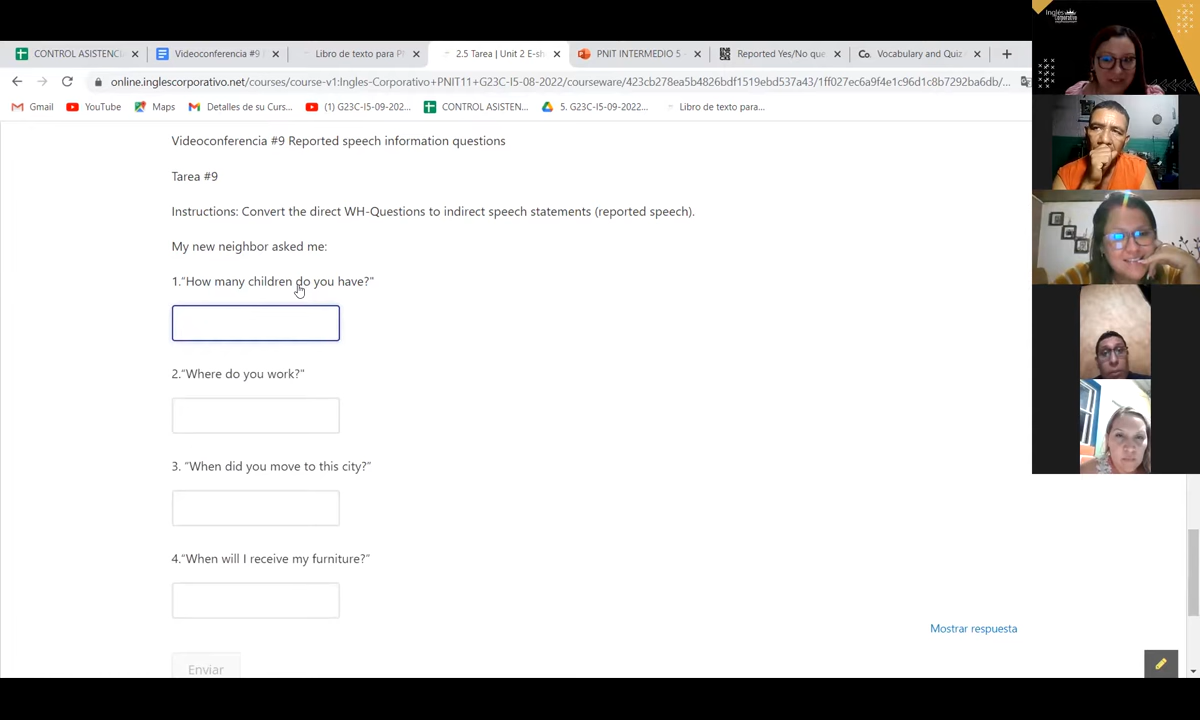 CONTROL ASISTENCI
Videoconferencia #9
Libro de texto para P
2.5 Tarea | Unit 2 E-sh
PNIT INTERMEDIO 5
Reported Yes/No que
Vocabulary and Quiz
online.inglescorporativo.net/courses/course-v1:Ingles-Corporativo+PNIT11+G23C-I5-08-2022/courseware/423cb278ea5b4826bdf1519ebd537a43/1ff027ec6a9f4e1c96d1c8b7292ba6db/...
Gmail
YouTube
Maps
Detalles de su Curs...
(1) G23C-I5-09-202...
CONTROL ASISTEN...
5. G23C-I5-09-2022...
Libro de texto para...
Inglés
Corporativo
Videoconferencia #9 Reported speech information questions
Tarea #9
Instructions: Convert the direct WH-Questions to indirect speech statements (reported speech).
My new neighbor asked me:
1."How many children do you have?"
2."Where do you work?"
3. "When did you move to this city?"
4."When will I receive my furniture?"
Mostrar respuesta
Enviar